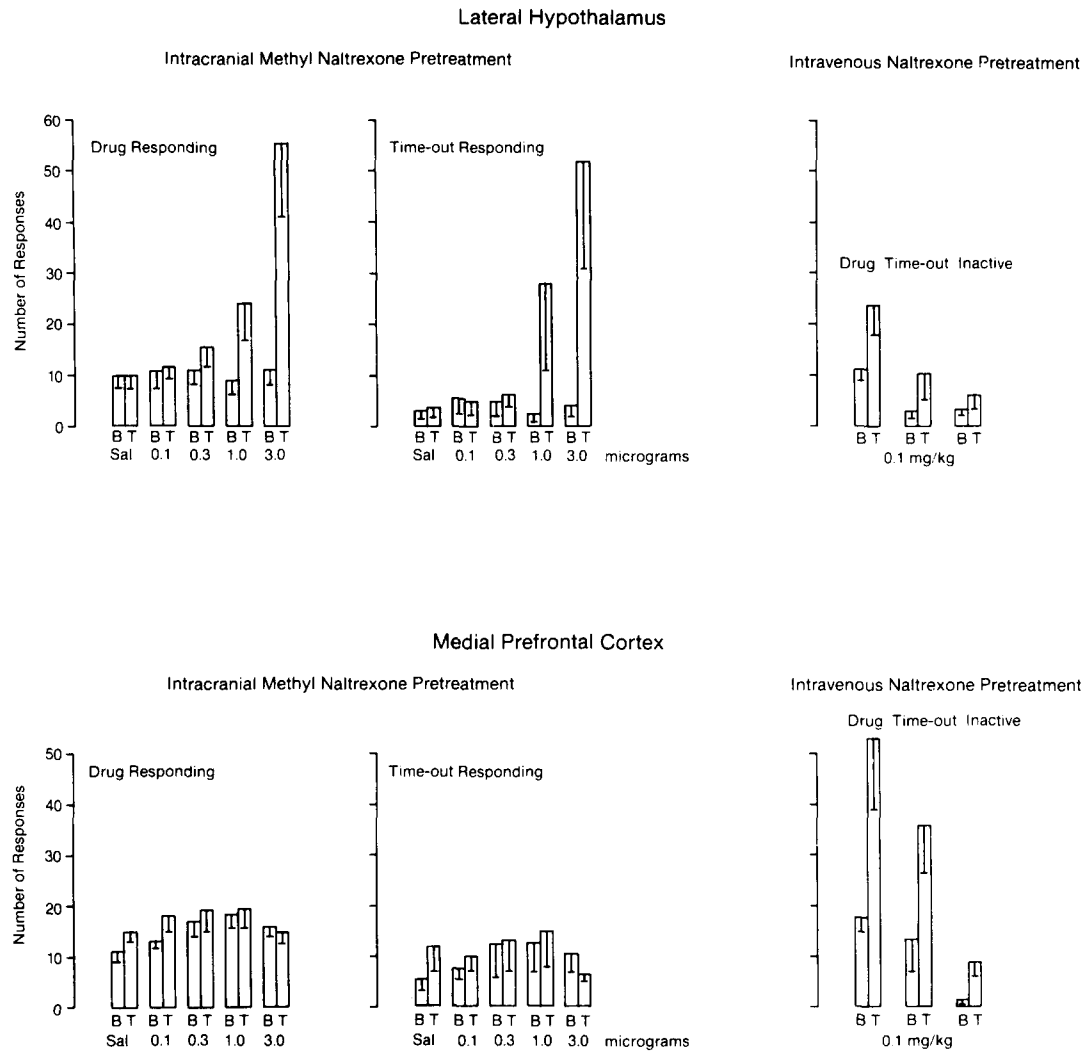 Lateral Hypothalamus
Intracranial Methyl Naltrexone Pretreatment
Intravenous Naltrexone Pretreatment
Number of Responses
60
50
40
30
20
10
0
Drug Responding
B T B T B T B T B T
Sal 0.1 0.3 1.0 3.0
Time-out Responding
B T B T B T B T B T
Sal 0.1 0.3 1.0 3.0 micrograms
Drug Time-out Inactive
B T B T B T
0.1 mg/kg
Medial Prefrontal Cortex
Intracranial Methyl Naltrexone Pretreatment
Intravenous Naltrexone Pretreatment
Number of Responses
50
40
30
20
10
0
Drug Responding
B T B T B T B T B T
Sal 0.1 0.3 1.0 3.0
Time-out Responding
B T B T B T B T B T
Sal 0.1 0.3 1.0 3.0 micrograms
Drug Time-out Inactive
B T B T B T
0.1 mg/kg